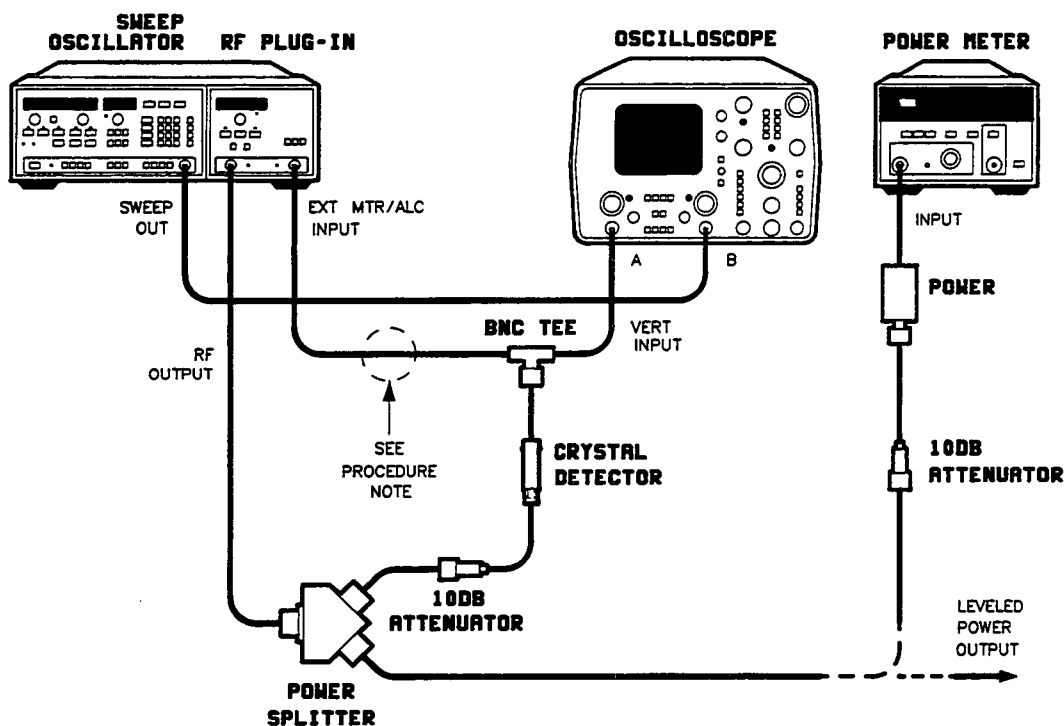 SWEEP
OSCILLATOR
RF PLUG-IN
OSCILLOSCOPE
POWER METER
SWEEP
OUT
EXT MTR/ALC
INPUT
A
B
INPUT
POWER
BNC TEE
VERT
INPUT
RF
OUTPUT
SEE
PROCEDURE
NOTE
CRYSTAL
DETECTOR
10DB
ATTENUATOR
10DB
ATTENUATOR
LEVELED
POWER
OUTPUT
POWER
SPLITTER